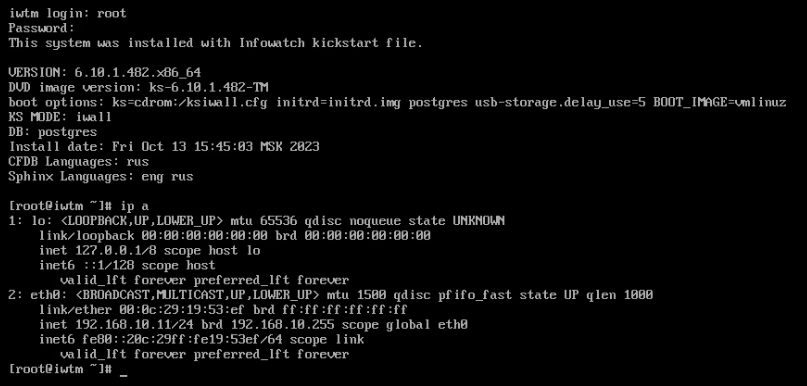 iwtm login: root
Password:
This system was installed with Infowatch kickstart file.
VERSION: 6.10.1.482.x86_64
DVD image version: ks-6.10.1.482-TM
boot options: ks=cdrom:/ksiwall.cfg initrd=initrd.img postgres usb-storage.delay_use=5 BOOT_IMAGE=vmlinuz
KS MODE: iwall
DB: postgres
Install date: Fri Oct 13 15:45:03 MSK 2023
CFDB Languages: rus
Sphinx Languages: eng rus
[root@iwtm ~]# ip a
1: lo: <LOOPBACK,UP,LOWER_UP> mtu 65536 qdisc noqueue state UNKNOWN
    link/loopback 00:00:00:00:00:00 brd 00:00:00:00:00:00
    inet 127.0.0.1/8 scope host lo
    inet6 ::1/128 scope host
       valid_lft forever preferred_lft forever
2: eth0: <BROADCAST,MULTICAST,UP,LOWER_UP> mtu 1500 qdisc pfifo_fast state UP qlen 1000
    link/ether 00:0c:29:19:53:ef brd ff:ff:ff:ff:ff:ff
    inet 192.168.10.11/24 brd 192.168.10.255 scope global eth0
    inet6 fe80::20c:29ff:fe19:53ef/64 scope link
       valid_lft forever preferred_lft forever
[root@iwtm ~]# _